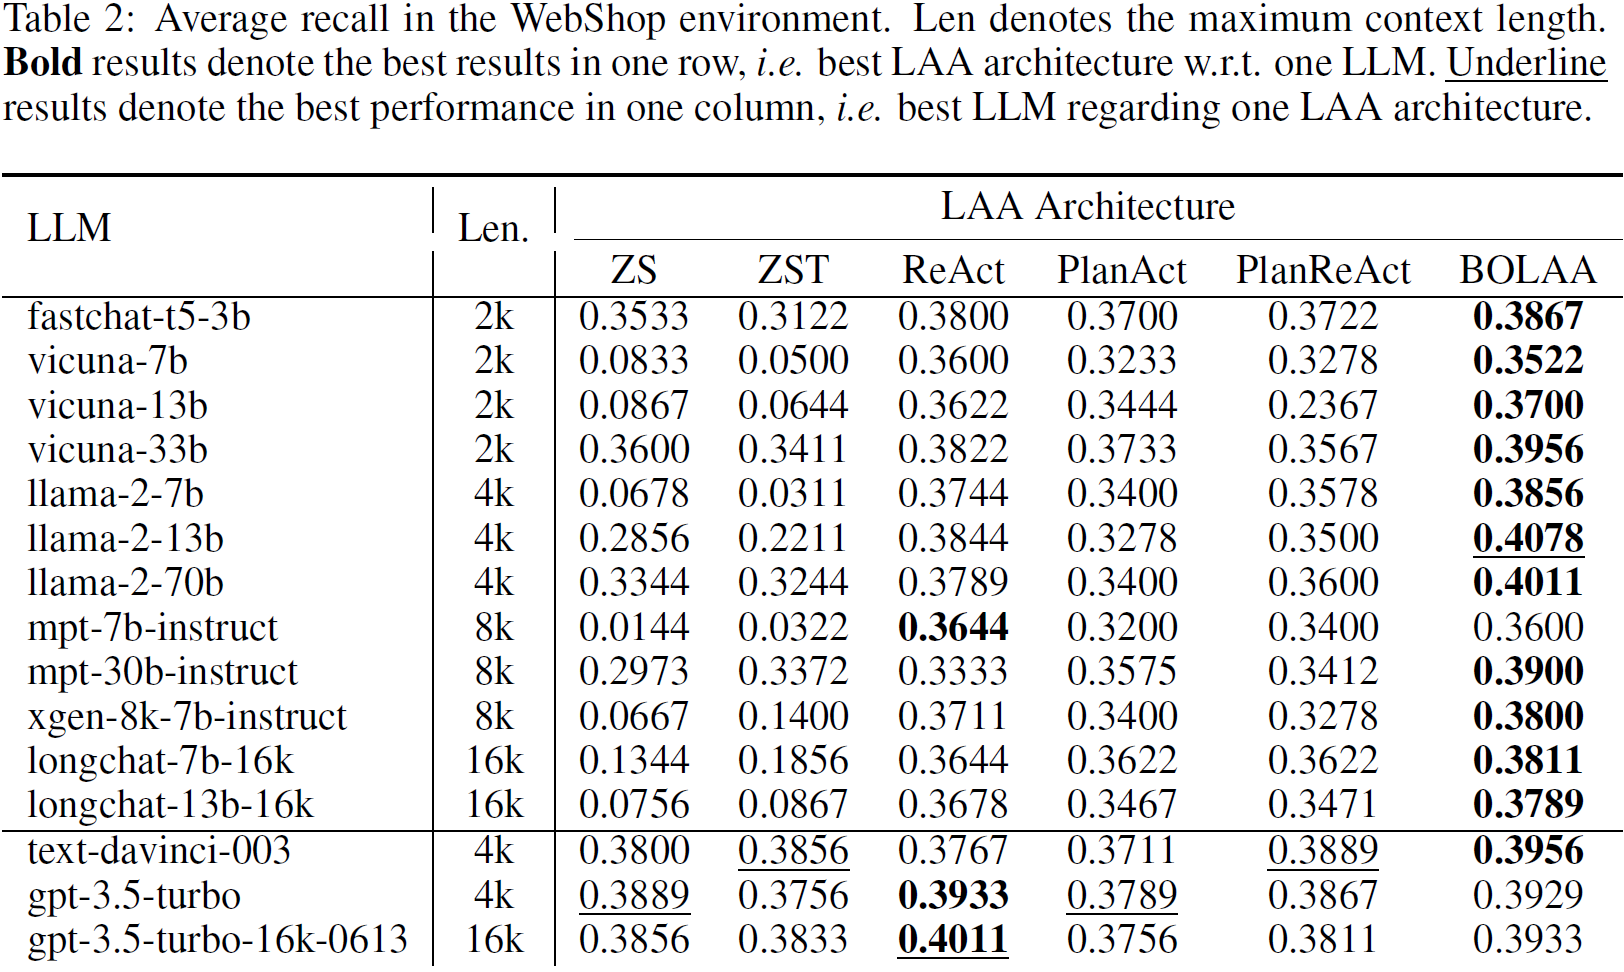 Table 2: Average recall in the WebShop environment. Len denotes the maximum context length.
Bold results denote the best results in one row, i.e. best LAA architecture w.r.t. one LLM. Underline
results denote the best performance in one column, i.e. best LLM regarding one LAA architecture.
LLM Len. LAA Architecture
ZS ZST ReAct PlanAct PlanReAct BOLAA
fastchat-t5-3b 2k 0.3533 0.3122 0.3800 0.3700 0.3722 0.3867
vicuna-7b 2k 0.0833 0.0500 0.3600 0.3233 0.3278 0.3522
vicuna-13b 2k 0.0867 0.0644 0.3622 0.3444 0.2367 0.3700
vicuna-33b 2k 0.3600 0.3411 0.3822 0.3733 0.3567 0.3956
llama-2-7b 4k 0.0678 0.0311 0.3744 0.3400 0.3578 0.3856
llama-2-13b 4k 0.2856 0.2211 0.3844 0.3278 0.3500 0.4078
llama-2-70b 4k 0.3344 0.3244 0.3789 0.3400 0.3600 0.4011
mpt-7b-instruct 8k 0.0144 0.0322 0.3644 0.3200 0.3400 0.3600
mpt-30b-instruct 8k 0.2973 0.3372 0.3333 0.3575 0.3412 0.3900
xgen-8k-7b-instruct 8k 0.0667 0.1400 0.3711 0.3400 0.3278 0.3800
longchat-7b-16k 16k 0.1344 0.1856 0.3644 0.3622 0.3622 0.3811
longchat-13b-16k 16k 0.0756 0.0867 0.3678 0.3467 0.3471 0.3789
text-davinci-003 4k 0.3800 0.3856 0.3767 0.3711 0.3889 0.3956
gpt-3.5-turbo 4k 0.3889 0.3756 0.3933 0.3789 0.3867 0.3929
gpt-3.5-turbo-16k-0613 16k 0.3856 0.3833 0.4011 0.3756 0.3811 0.3933